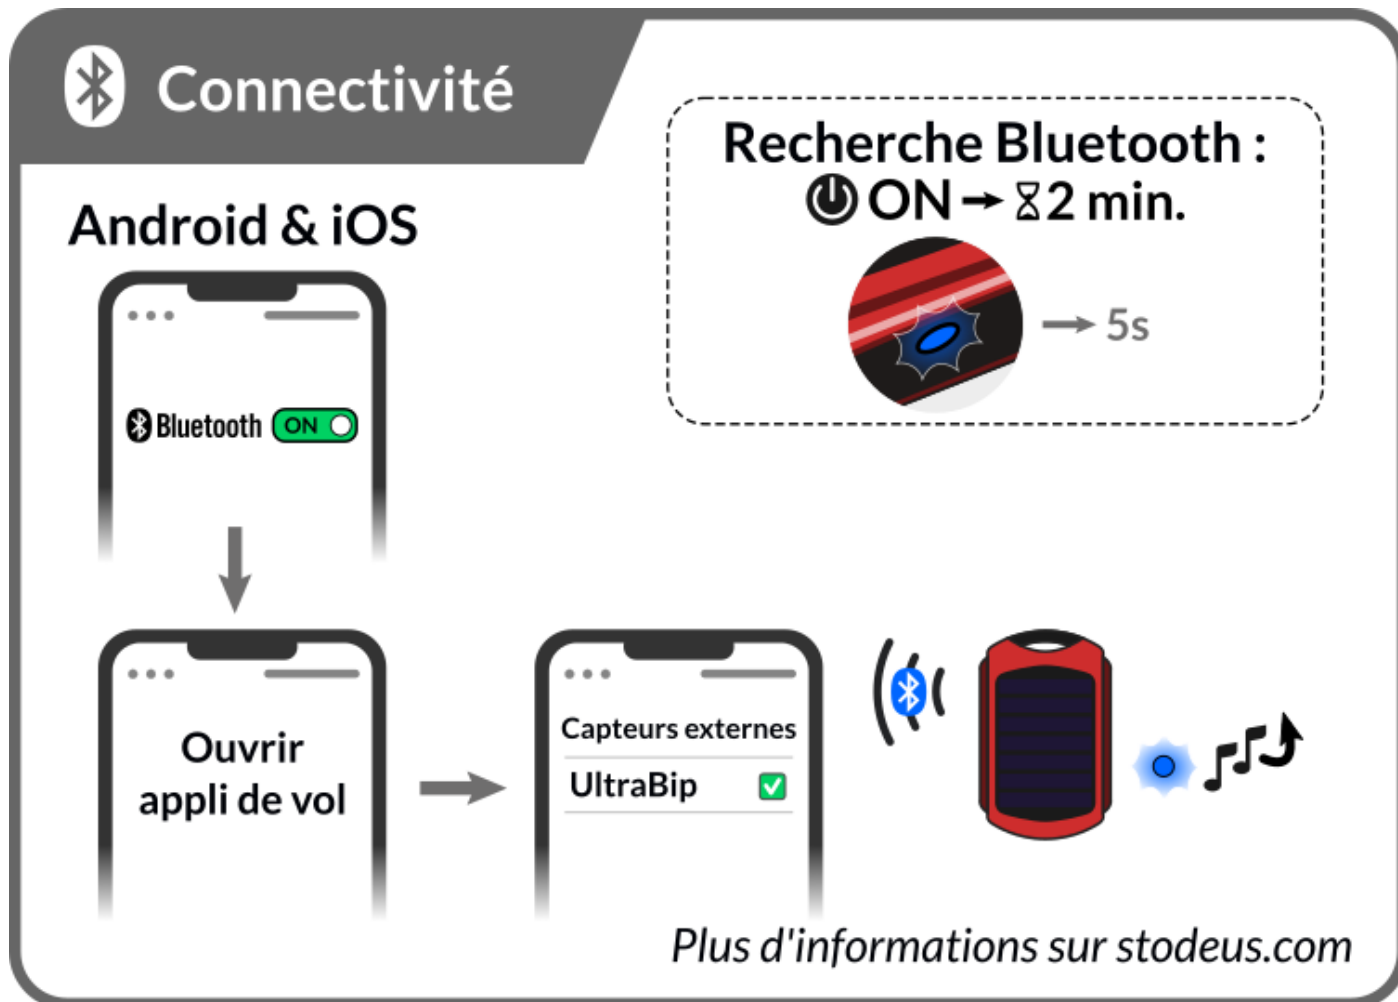 Connectivité
Recherche Bluetooth :
ON → 2 min.
→ 5s
Android & iOS
Bluetooth ON
Ouvrir
appli de vol
Capteurs externes
UltraBip
Plus d'informations sur stodeus.com